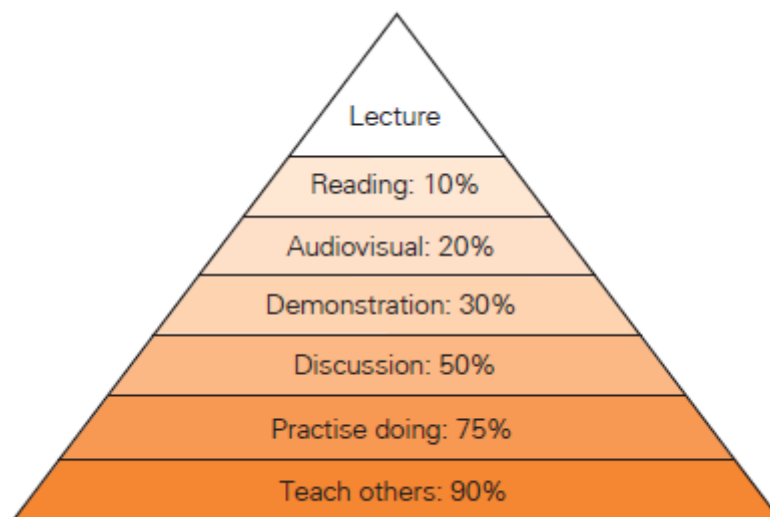 Lecture
Reading: 10%
Audiovisual: 20%
Demonstration: 30%
Discussion: 50%
Practise doing: 75%
Teach others: 90%